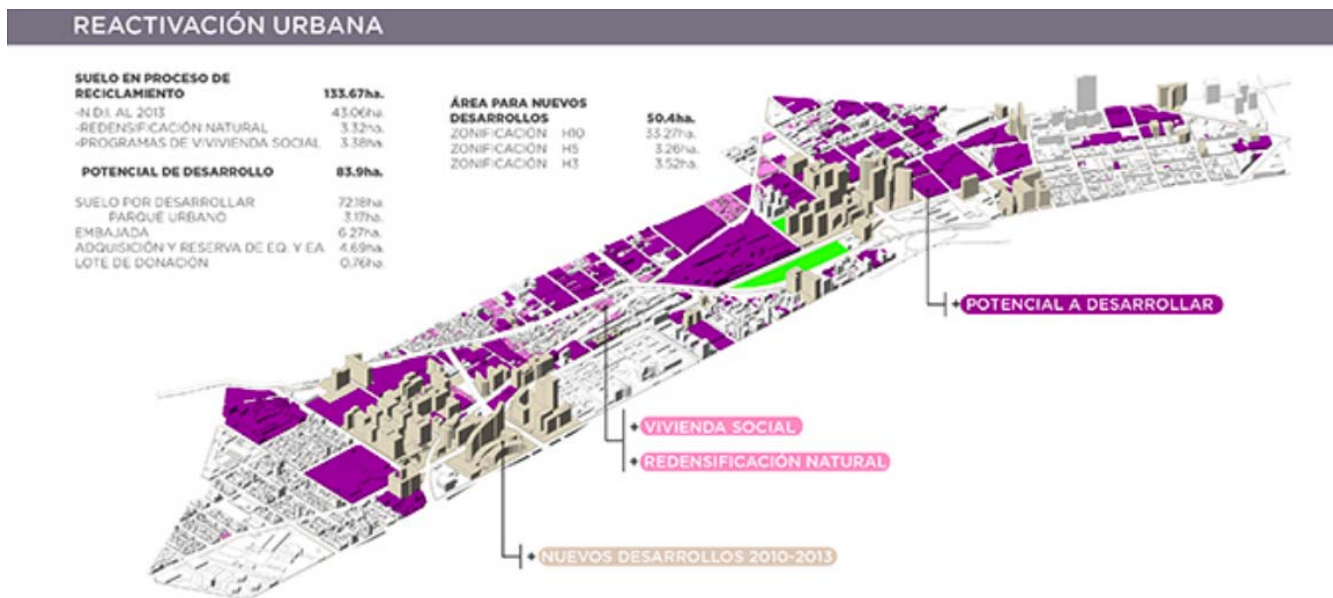 REACTIVACIÓN URBANA
SUELO EN PROCESO DE
RECICLAMIENTO 133.67ha.
-N.D.I. AL 2013 43.06ha.
-REDENSIFICACIÓN NATURAL 3.32ha.
-PROGRAMAS DE VIVIVIENDA SOCIAL 3.38ha.
POTENCIAL DE DESARROLLO 83.9ha.
SUELO POR DESARROLLAR 72.18ha
PARQUE URBANO 3.17ha.
EMBAJADA 6.27ha.
ADQUISICIÓN Y RESERVA DE EQ. Y EA 4.69ha.
LOTE DE DONACIÓN 0.76ha.
ÁREA PARA NUEVOS
DESARROLLOS 50.4ha.
ZONIFICACIÓN H10 33.27ha.
ZONIFICACIÓN H5 3.26ha.
ZONIFICACIÓN H3 3.52ha.
POTENCIAL A DESARROLLAR
VIVIENDA SOCIAL
REDENSIFICACIÓN NATURAL
NUEVOS DESARROLLOS 2010-2013